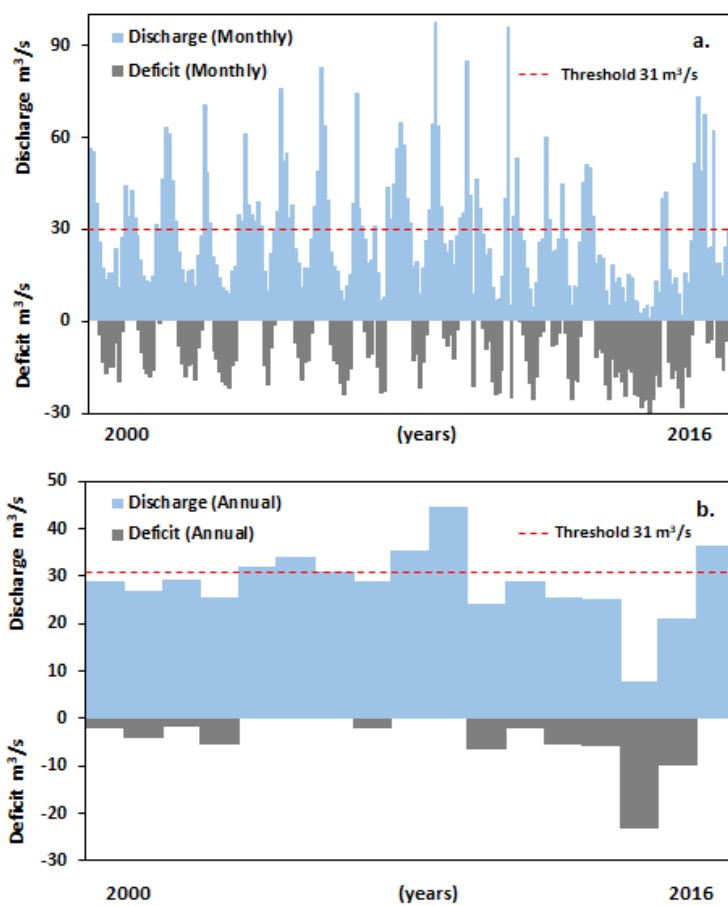 90
60
30
0
-30
Discharge m³/s
Deficit m³/s
Discharge (Monthly)
Deficit (Monthly)
a.
Threshold 31 m³/s
2000 (years) 2016
50
40
30
20
10
0
-10
-20
-30
Discharge m³/s
Deficit m³/s
Discharge (Annual)
Deficit (Annual)
b.
Threshold 31 m³/s
2000 (years) 2016